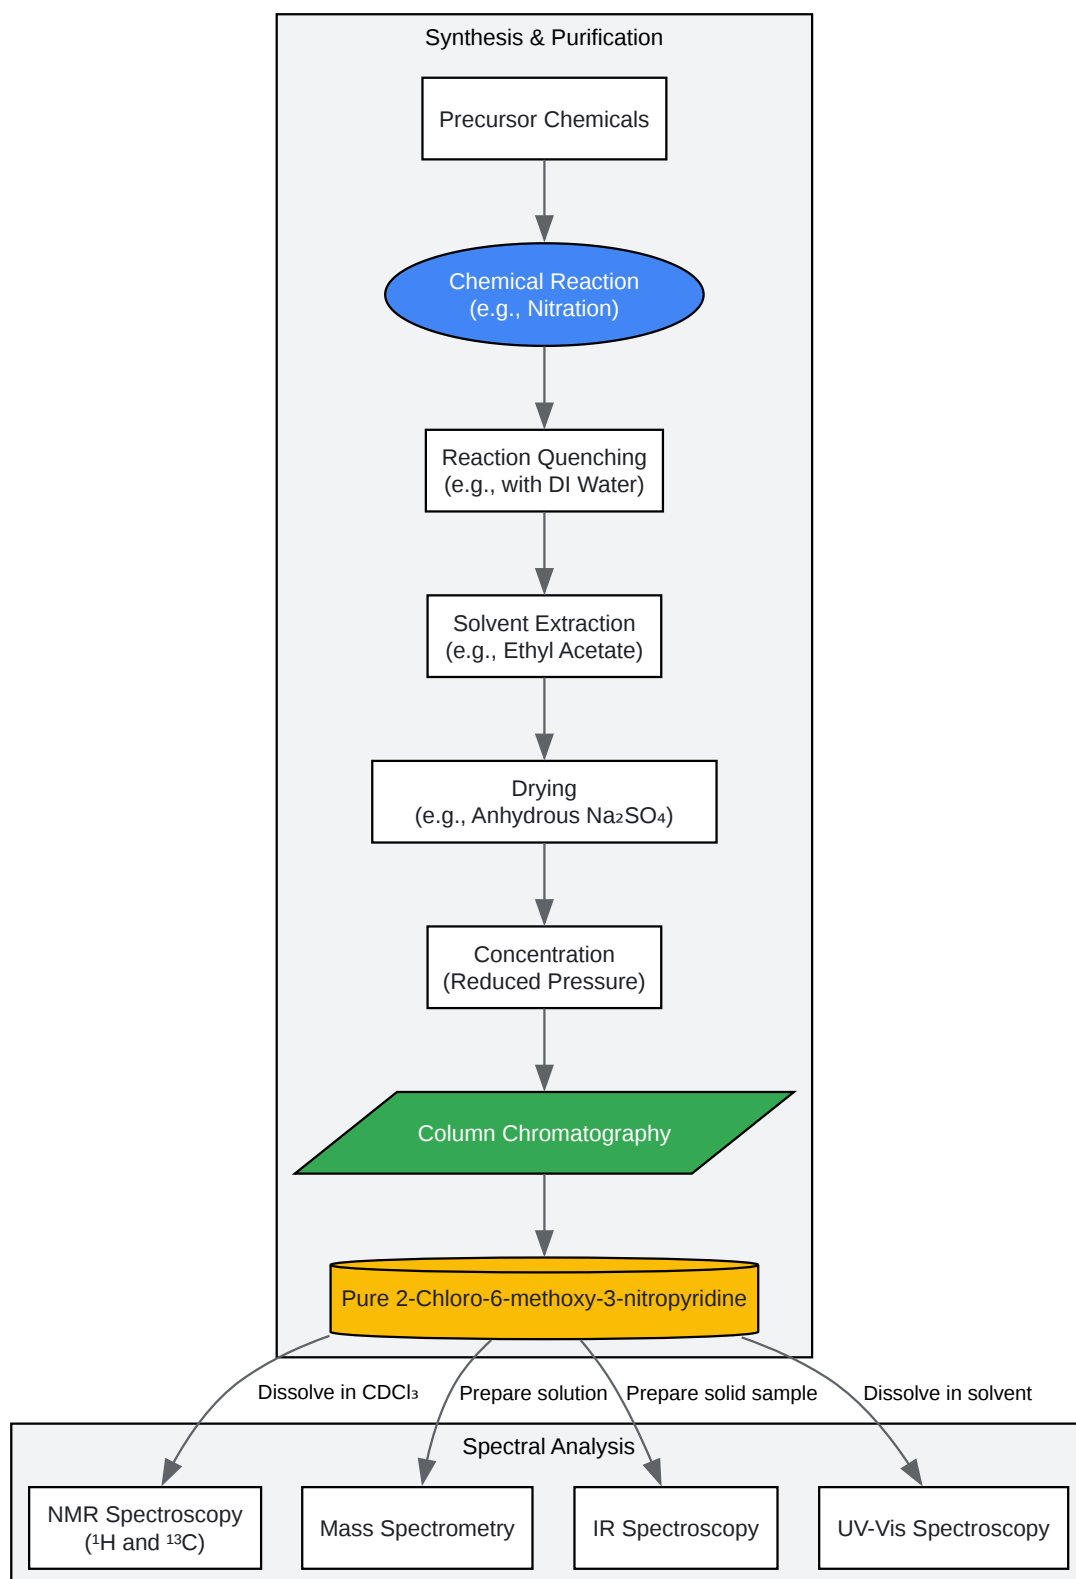 Synthesis & Purification
Precursor Chemicals
Chemical Reaction
(e.g., Nitration)
Reaction Quenching
(e.g., with DI Water)
Solvent Extraction
(e.g., Ethyl Acetate)
Drying
(e.g., Anhydrous Na₂SO₄)
Concentration
(Reduced Pressure)
Column Chromatography
Pure 2-Chloro-6-methoxy-3-nitropyridine
Dissolve in CDCl₃
Prepare solution
Prepare solid sample
Dissolve in solvent
Spectral Analysis
NMR Spectroscopy
(¹H and ¹³C)
Mass Spectrometry
IR Spectroscopy
UV-Vis Spectroscopy